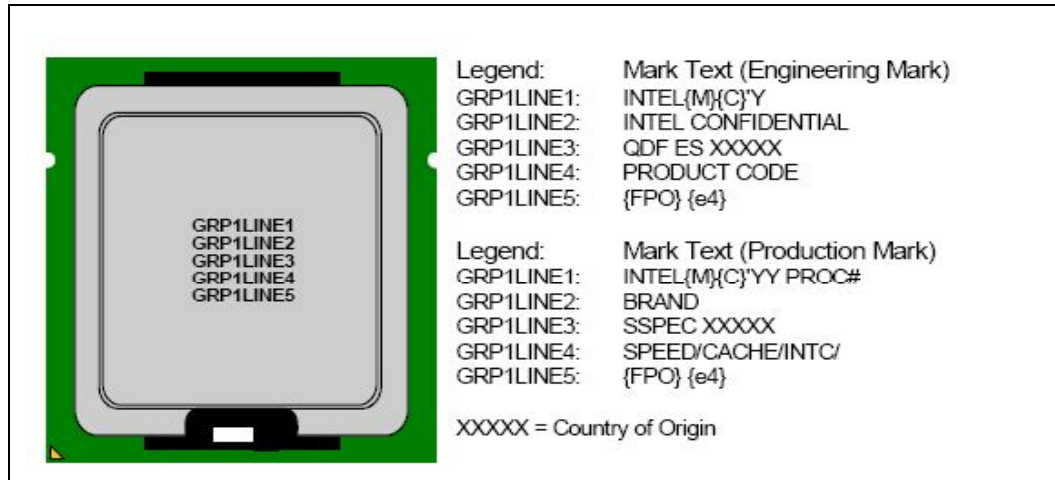 GRP1LINE1
GRP1LINE2
GRP1LINE3
GRP1LINE4
GRP1LINE5
Legend: Mark Text (Engineering Mark)
GRP1LINE1: INTEL{M}{C}'Y
GRP1LINE2: INTEL CONFIDENTIAL
GRP1LINE3: QDF ES XXXXX
GRP1LINE4: PRODUCT CODE
GRP1LINE5: {FPO} {e4}
Legend: Mark Text (Production Mark)
GRP1LINE1: INTEL{M}{C}'YY PROC#
GRP1LINE2: BRAND
GRP1LINE3: SSPEC XXXXX
GRP1LINE4: SPEED/CACHE/INTC/
GRP1LINE5: {FPO} {e4}
XXXXX = Country of Origin